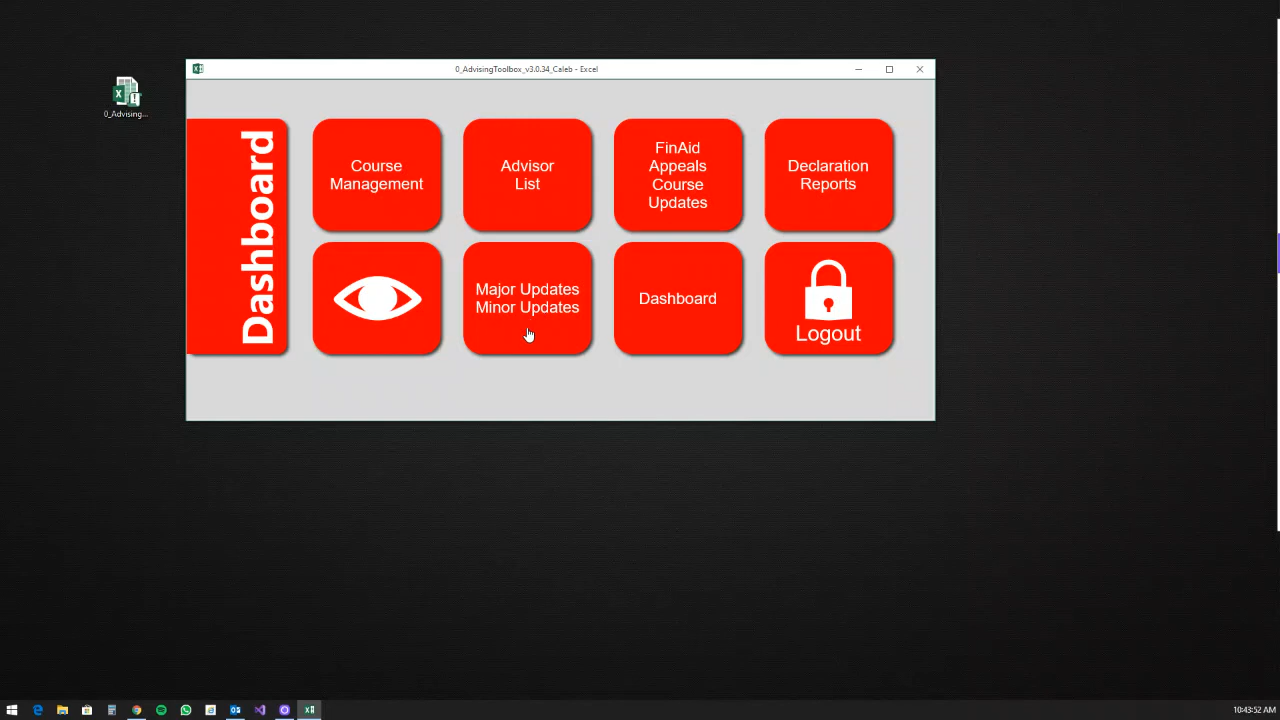 0_AdvisingToolbox_v3.0.34_Caleb - Excel
0_Advising...
Dashboard
Course
Management
Advisor
List
FinAid
Appeals
Course
Updates
Declaration
Reports
Major Updates
Minor Updates
Dashboard
Logout
10:43:52 AM